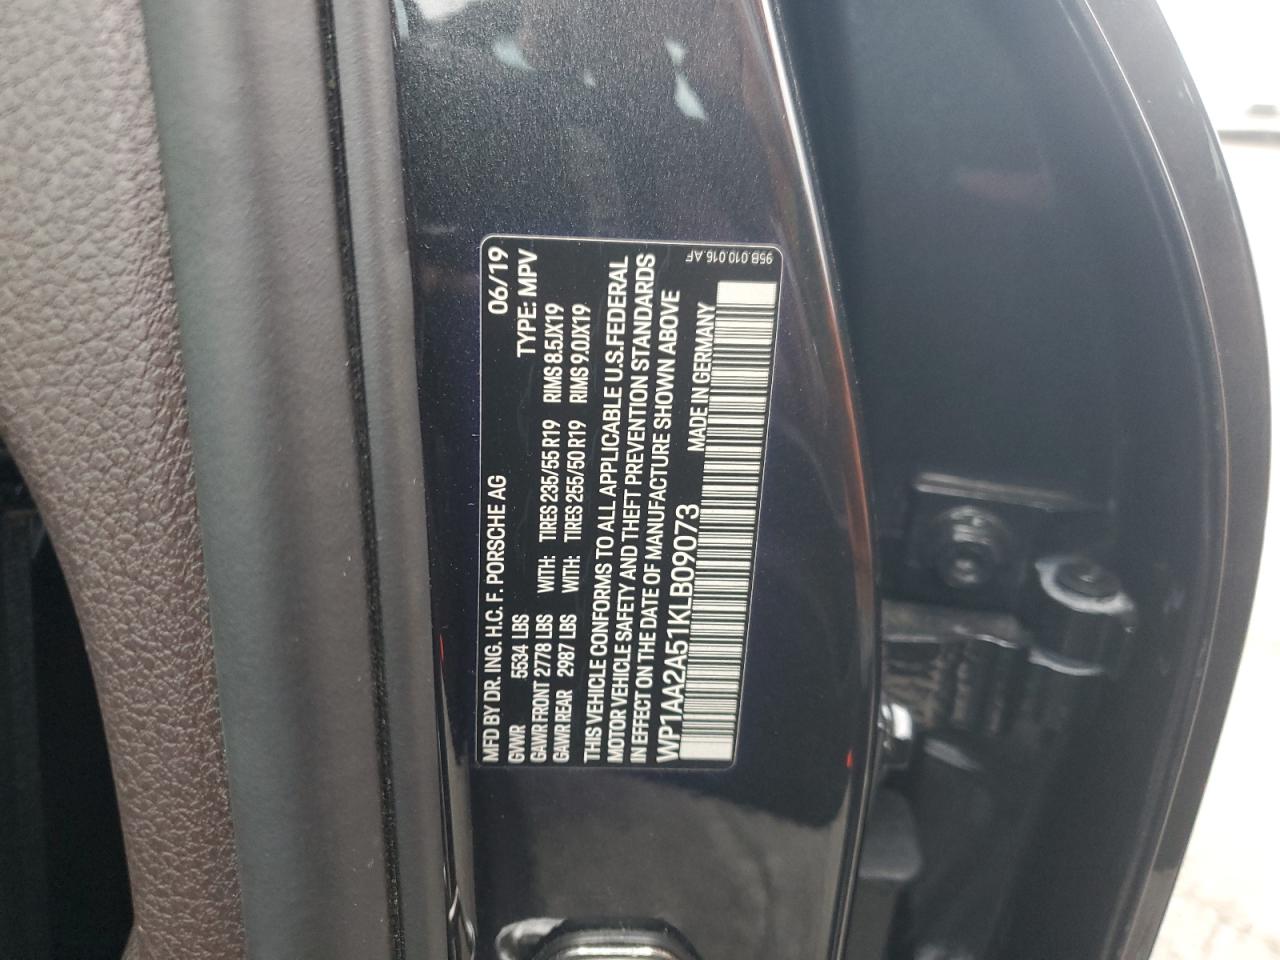 MFD BY DR. ING. H.C. F. PORSCHE AG 06/19
GVWR 5534 LBS TYPE: MPV
GAWR FRONT 2778 LBS WITH: TIRES 235/55 R19 RIMS 8.5JX19
GAWR REAR 2987 LBS WITH: TIRES 255/50 R19 RIMS 9.0JX19
THIS VEHICLE CONFORMS TO ALL APPLICABLE U.S. FEDERAL
MOTOR VEHICLE SAFETY AND THEFT PREVENTION STANDARDS
IN EFFECT ON THE DATE OF MANUFACTURE SHOWN ABOVE
WP1AA2A51KLB09073 MADE IN GERMANY
95B.010.016.AF